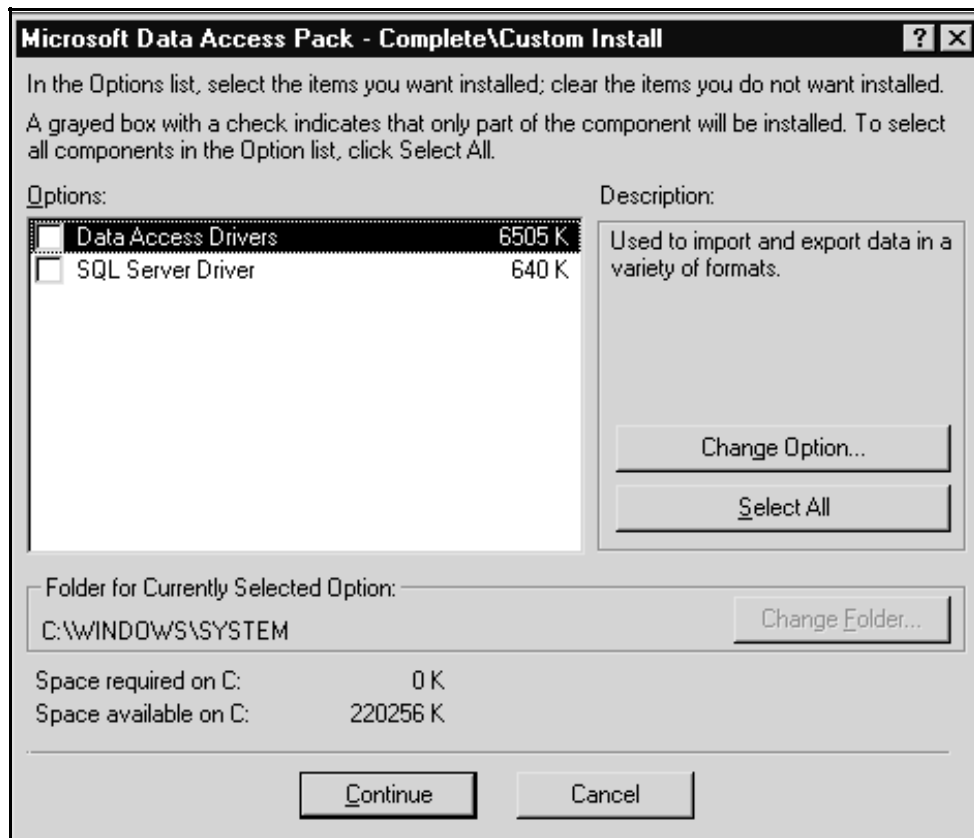 Microsoft Data Access Pack - Complete\Custom Install
In the Options list, select the items you want installed; clear the items you do not want installed.
A grayed box with a check indicates that only part of the component will be installed. To select
all components in the Option list, click Select All.
Options:
Description:
Data Access Drivers 6505 K
SQL Server Driver 640 K
Used to import and export data in a
variety of formats.
Change Option...
Select All
Folder for Currently Selected Option:
C:\WINDOWS\SYSTEM
Change Folder...
Space required on C: 0 K
Space available on C: 220256 K
Continue
Cancel